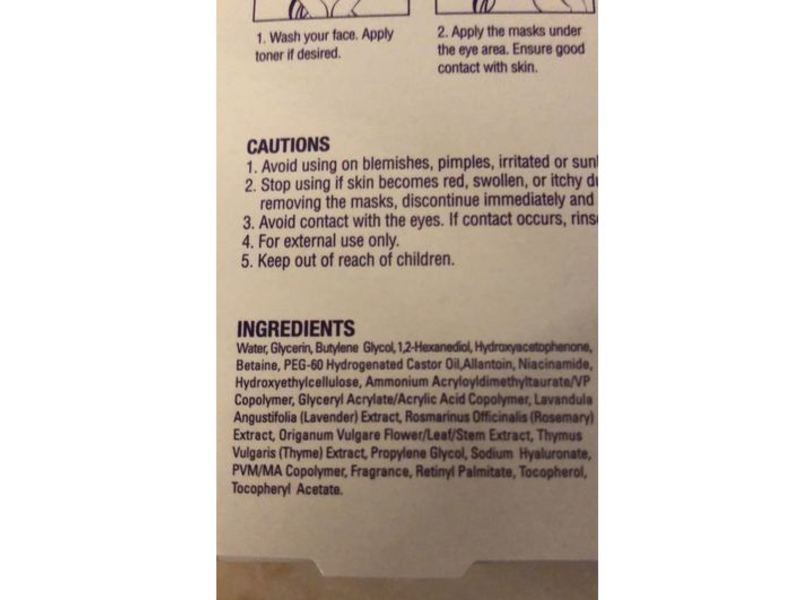 1. Wash your face. Apply
toner if desired.
2. Apply the masks under
the eye area. Ensure good
contact with skin.
CAUTIONS
1. Avoid using on blemishes, pimples, irritated or
2. Stop using if skin becomes red, swollen, or itchy
removing the masks, discontinue immediately and
3. Avoid contact with the eyes. If contact occurs,
4. For external use only.
5. Keep out of reach of children.
INGREDIENTS
Water, Glycerin, Butylene Glycol, 1,2-Hexanediol, Hydroxyacetophenone,
Betaine, PEG-60 Hydrogenated Castor Oil,Allantoin, Niacinamide,
Hydroxyethylcellulose, Ammonium Acryloyldimethyltaurate/VP
Copolymer, Glyceryl Acrylate/Acrylic Acid Copolymer, Lavandula
Angustifolia (Lavender) Extract, Rosmarinus Officinalis (Rosemary)
Extract, Origanum Vulgare Flower/Leaf/Stem Extract, Thymus
Vulgaris (Thyme) Extract, Propylene Glycol, Sodium Hyaluronate,
PVM/MA Copolymer, Fragrance, Retinyl Palmitate, Tocopherol,
Tocopheryl Acetate.